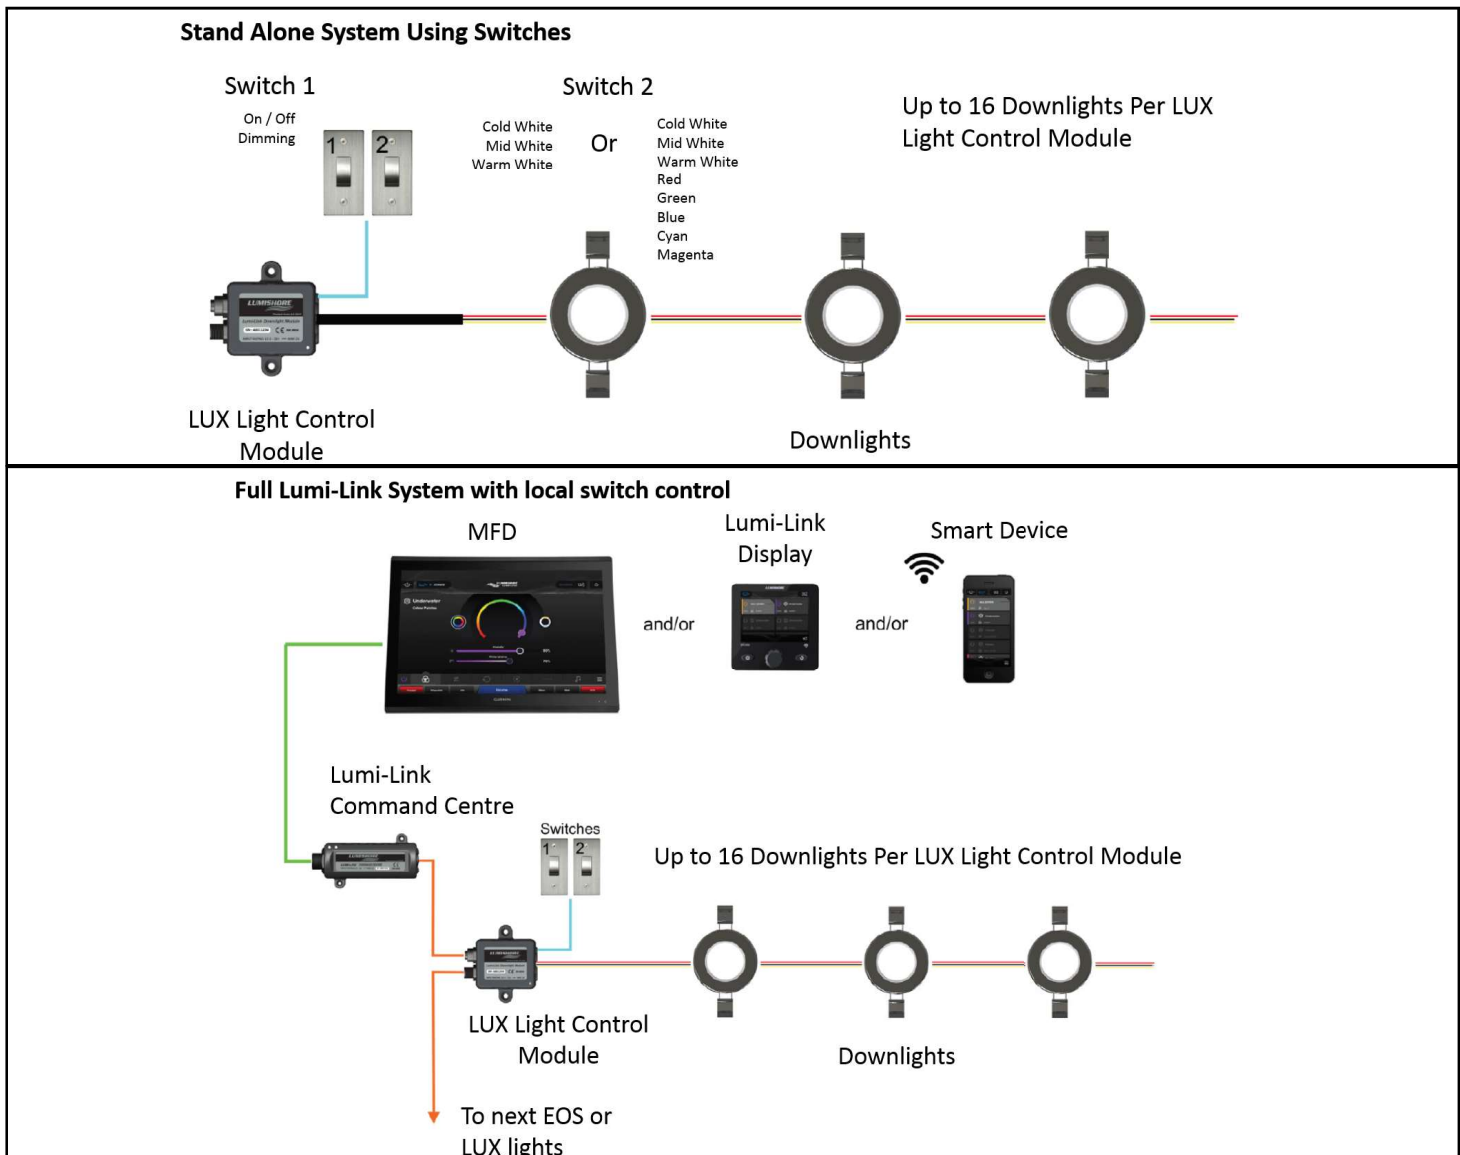 Stand Alone System Using Switches
Switch 1
On / Off
Dimming
1 2
Switch 2
Cold White
Mid White
Warm White
Or
Cold White
Mid White
Warm White
Red
Green
Blue
Cyan
Magenta
Up to 16 Downlights Per LUX
Light Control Module
LUMISHORE
LUX Light Control
Module
Downlights
Full Lumi-Link System with local switch control
MFD
Lumi-Link
Display
Smart Device
Underwater
and/or
LUMISHORE
and/or
Lumi-Link
Command Centre
LUMISHORE
Switches
1 2
Up to 16 Downlights Per LUX Light Control Module
LUMISHORE
LUX Light Control
Module
Downlights
To next EOS or
LUX lights